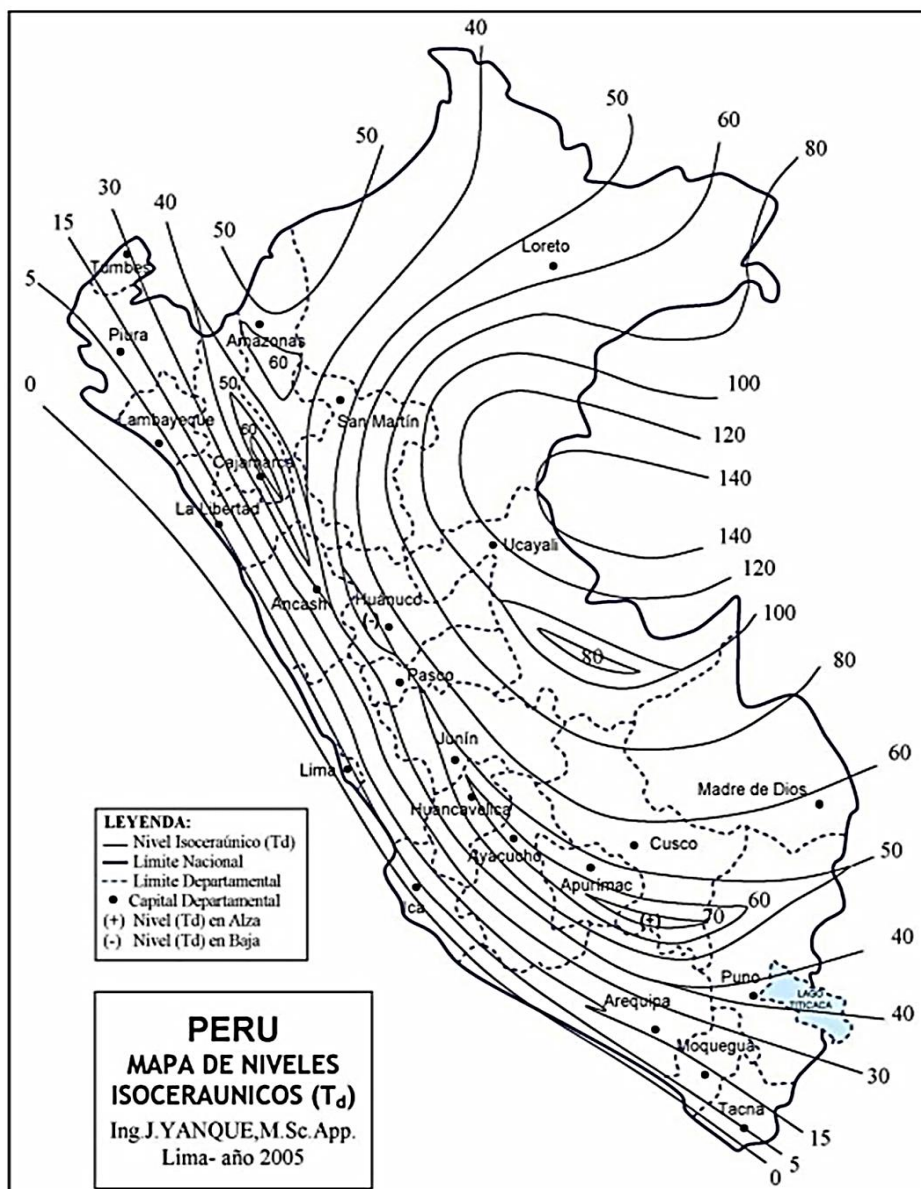 40
50
60
80
50
30
40
15
50
5
0
Loreto
Tumbes
Piura
Amazonas
60
50
60
San Martín
Lambayeque
Cajamarca
La Libertad
100
120
140
140
120
100
80
60
50
40
40
30
15
5
0
Ucayali
Ancash
Huánuco
(-)
80
Pasco
Junín
Lima
Huancavelica
Madre de Dios
Ayacucho
Cusco
Apurimac
Ica
60
70
(+)
Puno
LAGO
TITICACA
Arequipa
Moquegua
Tacna
LEYENDA:
Nivel Isoceraúnico (Td)
Límite Nacional
Límite Departamental
Capital Departamental
(+) Nivel (Td) en Alza
(-) Nivel (Td) en Baja
PERU
MAPA DE NIVELES
ISOCERAUNICOS (Td)
Ing.J.YANQUE,M.Sc.App.
Lima- año 2005